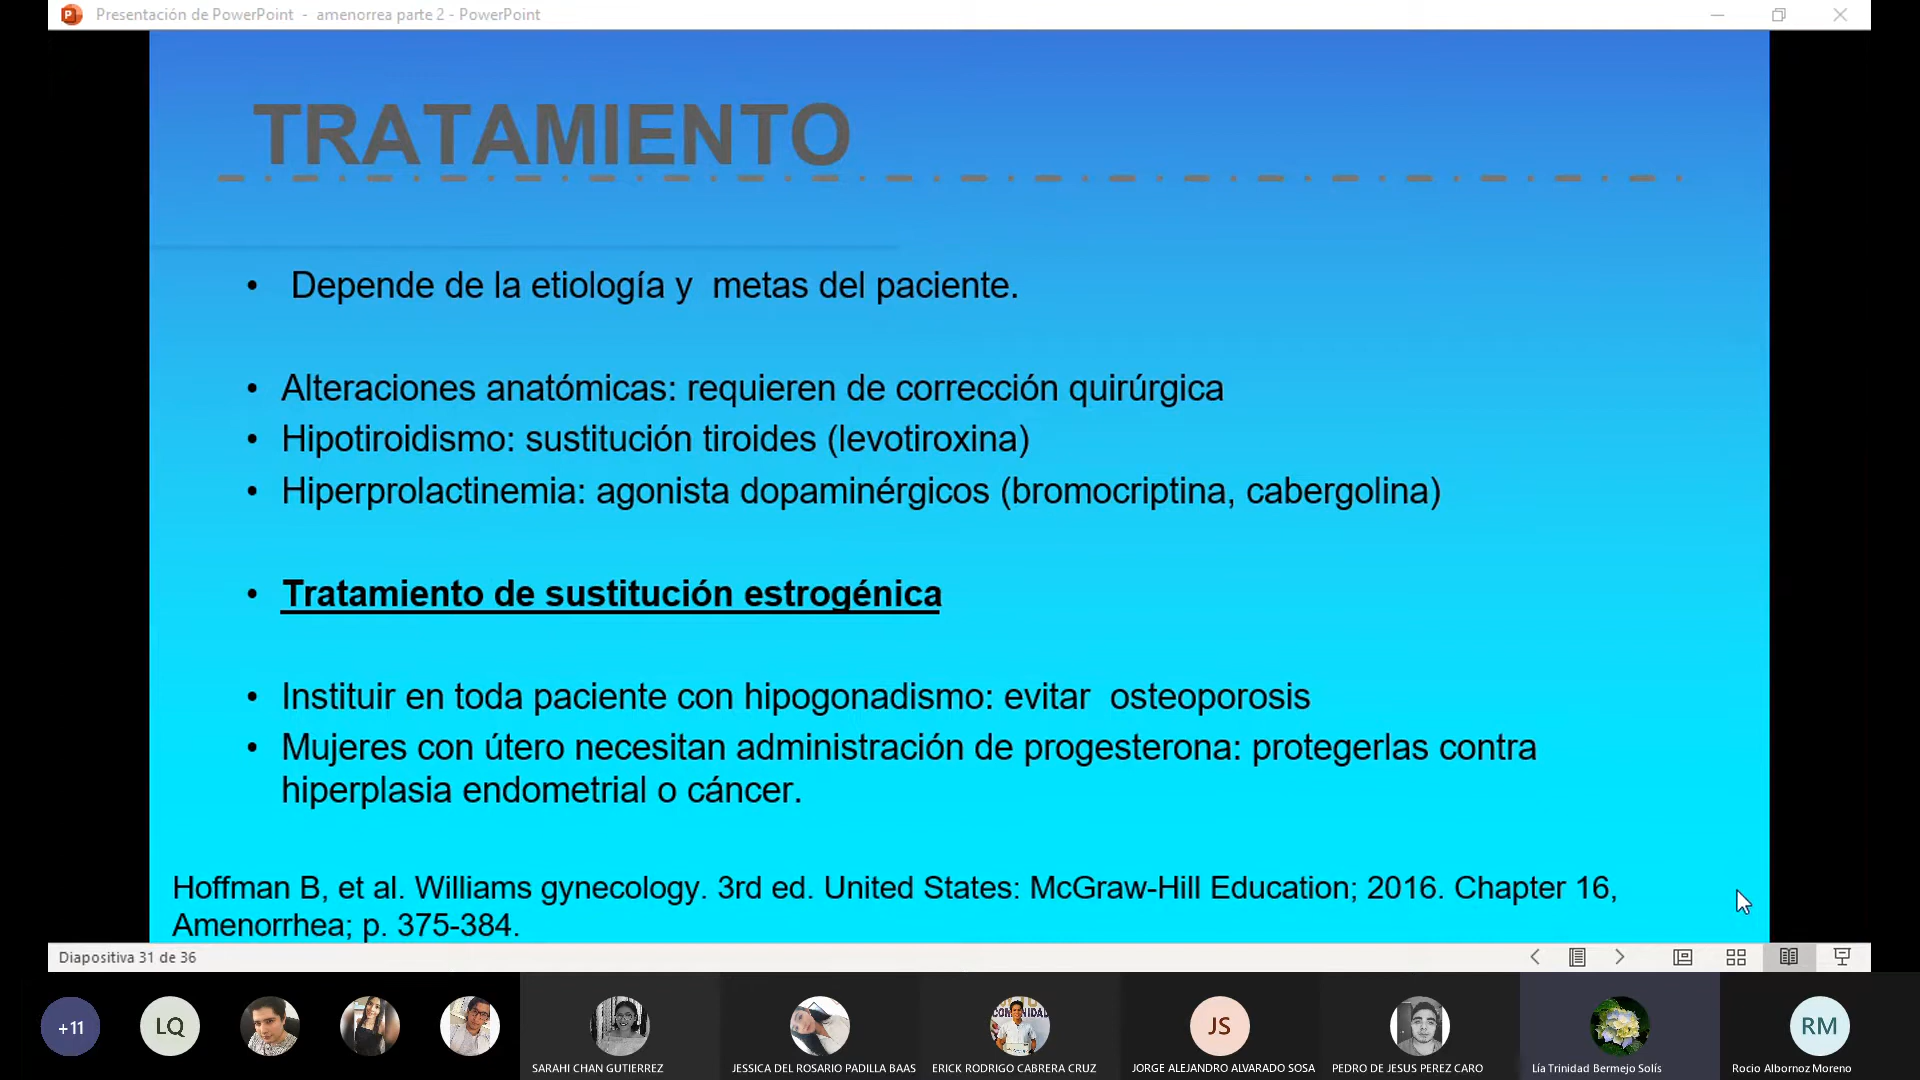 Presentación de PowerPoint - amenorrea parte 2 - PowerPoint
TRATAMIENTO
• Depende de la etiología y  metas del paciente.
• Alteraciones anatómicas: requieren de corrección quirúrgica
• Hipotiroidismo: sustitución tiroides (levotiroxina)
• Hiperprolactinemia: agonista dopaminérgicos (bromocriptina, cabergolina)
• Tratamiento de sustitución estrogénica
• Instituir en toda paciente con hipogonadismo: evitar  osteoporosis
• Mujeres con útero necesitan administración de progesterona: protegerlas contra
hiperplasia endometrial o cáncer.
Hoffman B, et al. Williams gynecology. 3rd ed. United States: McGraw-Hill Education; 2016. Chapter 16,
Amenorrhea; p. 375-384.
Diapositiva 31 de 36
+11
LQ
COMUNIDAD
JS
RM
SARAHI CHAN GUTIERREZ
JESSICA DEL ROSARIO PADILLA BAAS
ERICK RODRIGO CABRERA CRUZ
JORGE ALEJANDRO ALVARADO SOSA
PEDRO DE JESUS PEREZ CARO
Lía Trinidad Bermejo Solís
Rocio Albornoz Moreno